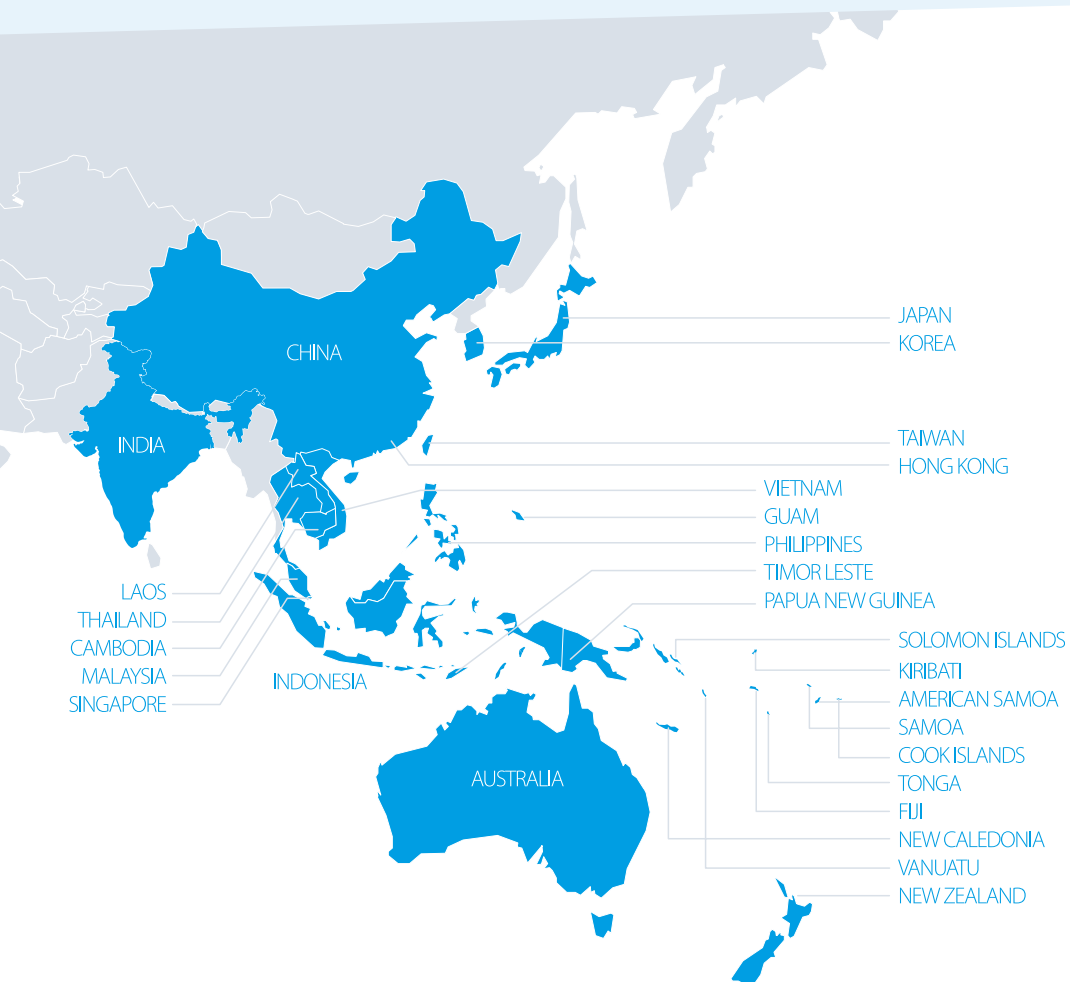 JAPAN
KOREA
CHINA
TAIWAN
INDIA
HONG KONG
VIETNAM
GUAM
PHILIPPINES
TIMOR LESTE
PAPUA NEW GUINEA
LAOS
THAILAND
CAMBODIA
MALAYSIA
SINGAPORE
INDONESIA
SOLOMON ISLANDS
KIRIBATI
AMERICAN SAMOA
SAMOA
COOK ISLANDS
TONGA
FIJI
NEW CALEDONIA
VANUATU
NEW ZEALAND
AUSTRALIA